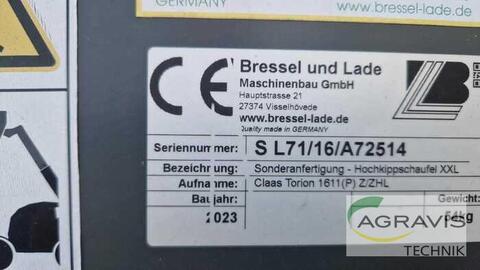 GERMANY
www.bressel-lade.de
CE
Bressel und Lade
Maschinenbau GmbH
Hauptstrasse 21
27374 Visselhövede
www.bressel-lade.de
Quality made in GERMANY
Seriennummer: S L71/16/A72514
Bezeichnung: Sonderanfertigung - Hochkippschaufel XXL
Aufnahme: Claas Torion 1611(P) Z/ZHL
Baujahr: Gewicht:
2023
AGRAVIS
TECHNIK